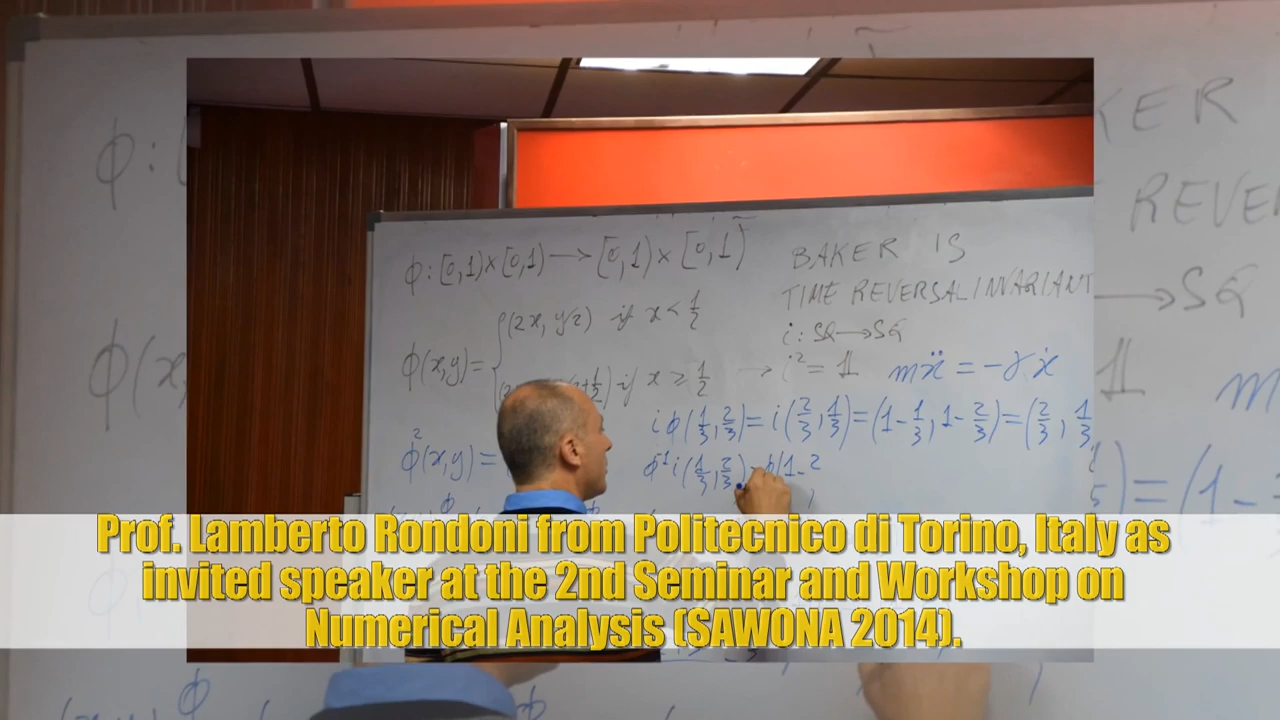 ϕ : [0,1) × [0,1) → [0,1) × [0,1)
ϕ(x,y) = { (2x, y/2) if x < 1/2
if x ≥ 1/2
ϕ²(x,y) =
BAKER IS
TIME REVERSAL INVARIANT
i : SQ → SQ
→ i² = 𝟙 mẍ = −γẋ
iϕ(1/3, 2/3) = i(2/3, 1/3) = (1 − 1/3, 1 − 2/3) = (2/3, 1/3
ϕ⁻¹i(1/3, 2/3) = ϕ(1 − 2
Prof. Lamberto Rondoni from Politecnico di Torino, Italy as
invited speaker at the 2nd Seminar and Workshop on
Numerical Analysis (SAWONA 2014).